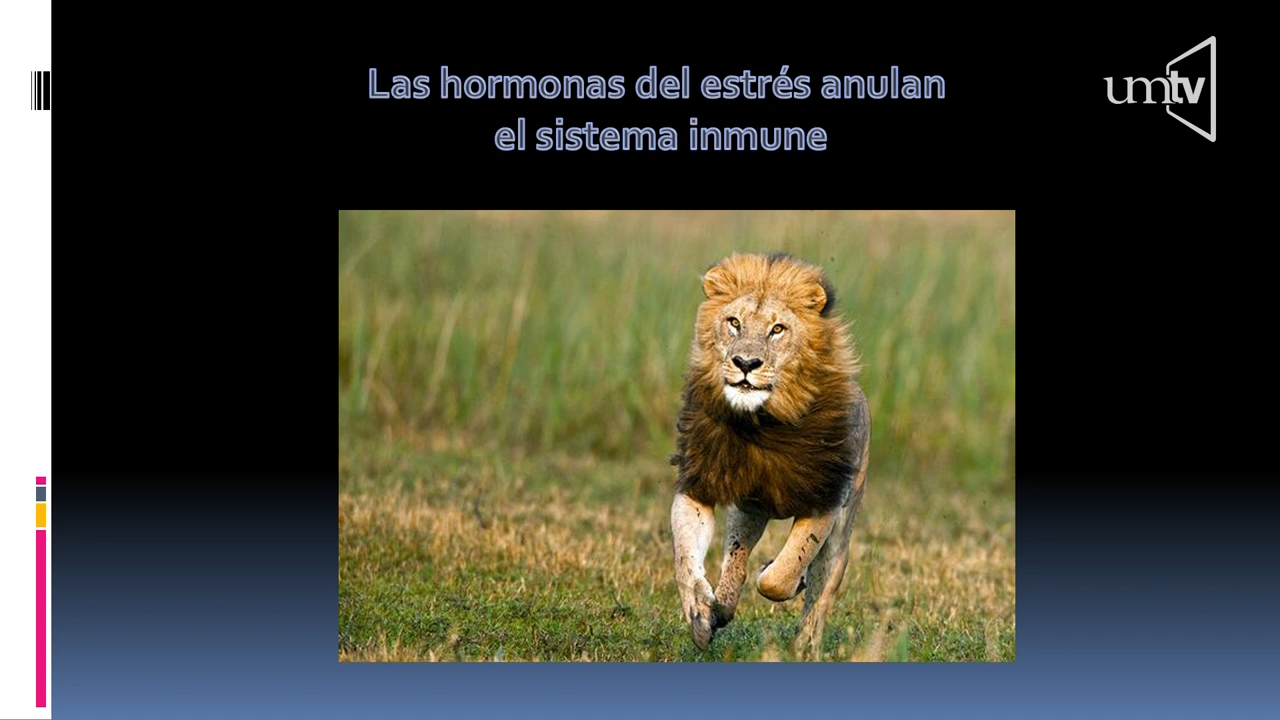 Las hormonas del estrés anulan
el sistema inmune
umtv